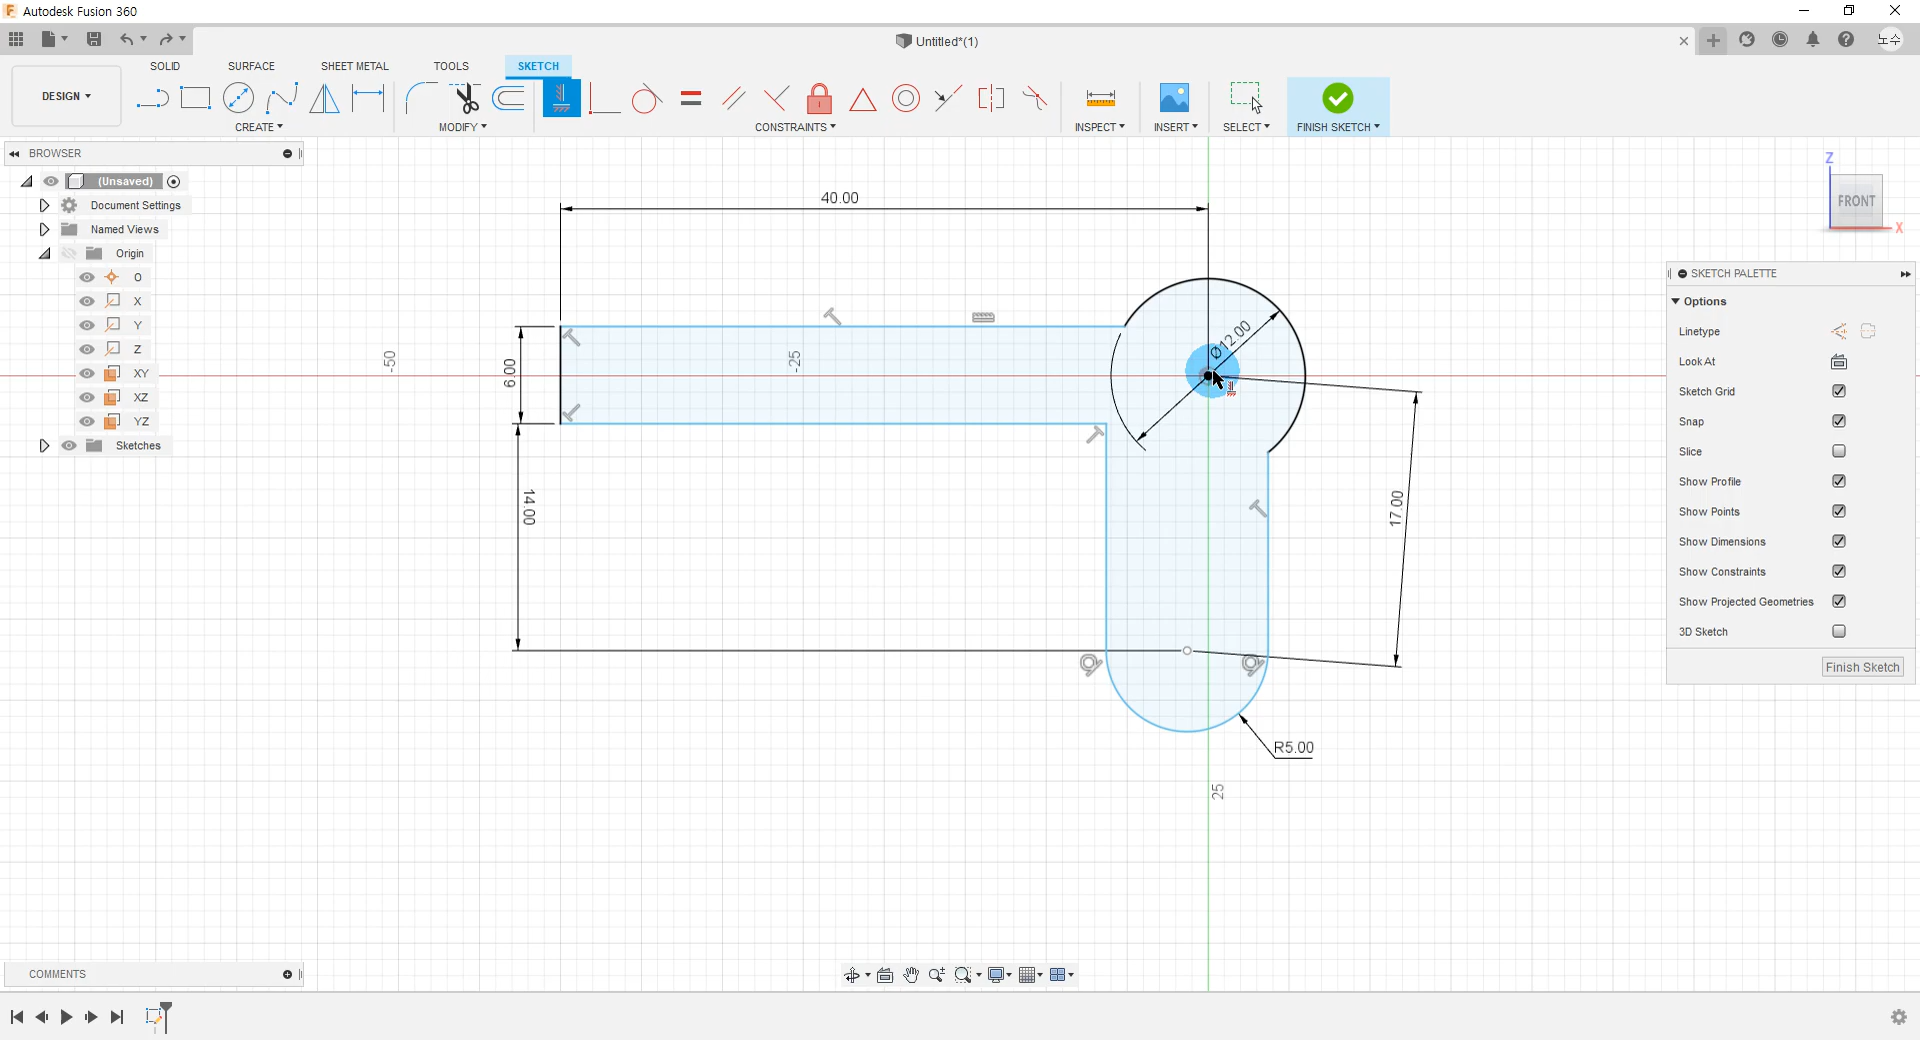 Autodesk Fusion 360
Untitled*(1)
노수
SOLID SURFACE SHEET METAL TOOLS SKETCH
DESIGN
CREATE MODIFY CONSTRAINTS INSPECT INSERT SELECT FINISH SKETCH
BROWSER
(Unsaved)
Document Settings
Named Views
Origin
O
X
Y
Z
XY
XZ
YZ
Sketches
40.00
6.00
14.00
-50
-25
Ø12.00
17.00
R5.00
25
Z
FRONT
X
SKETCH PALETTE
Options
Linetype
Look At
Sketch Grid
Snap
Slice
Show Profile
Show Points
Show Dimensions
Show Constraints
Show Projected Geometries
3D Sketch
Finish Sketch
COMMENTS